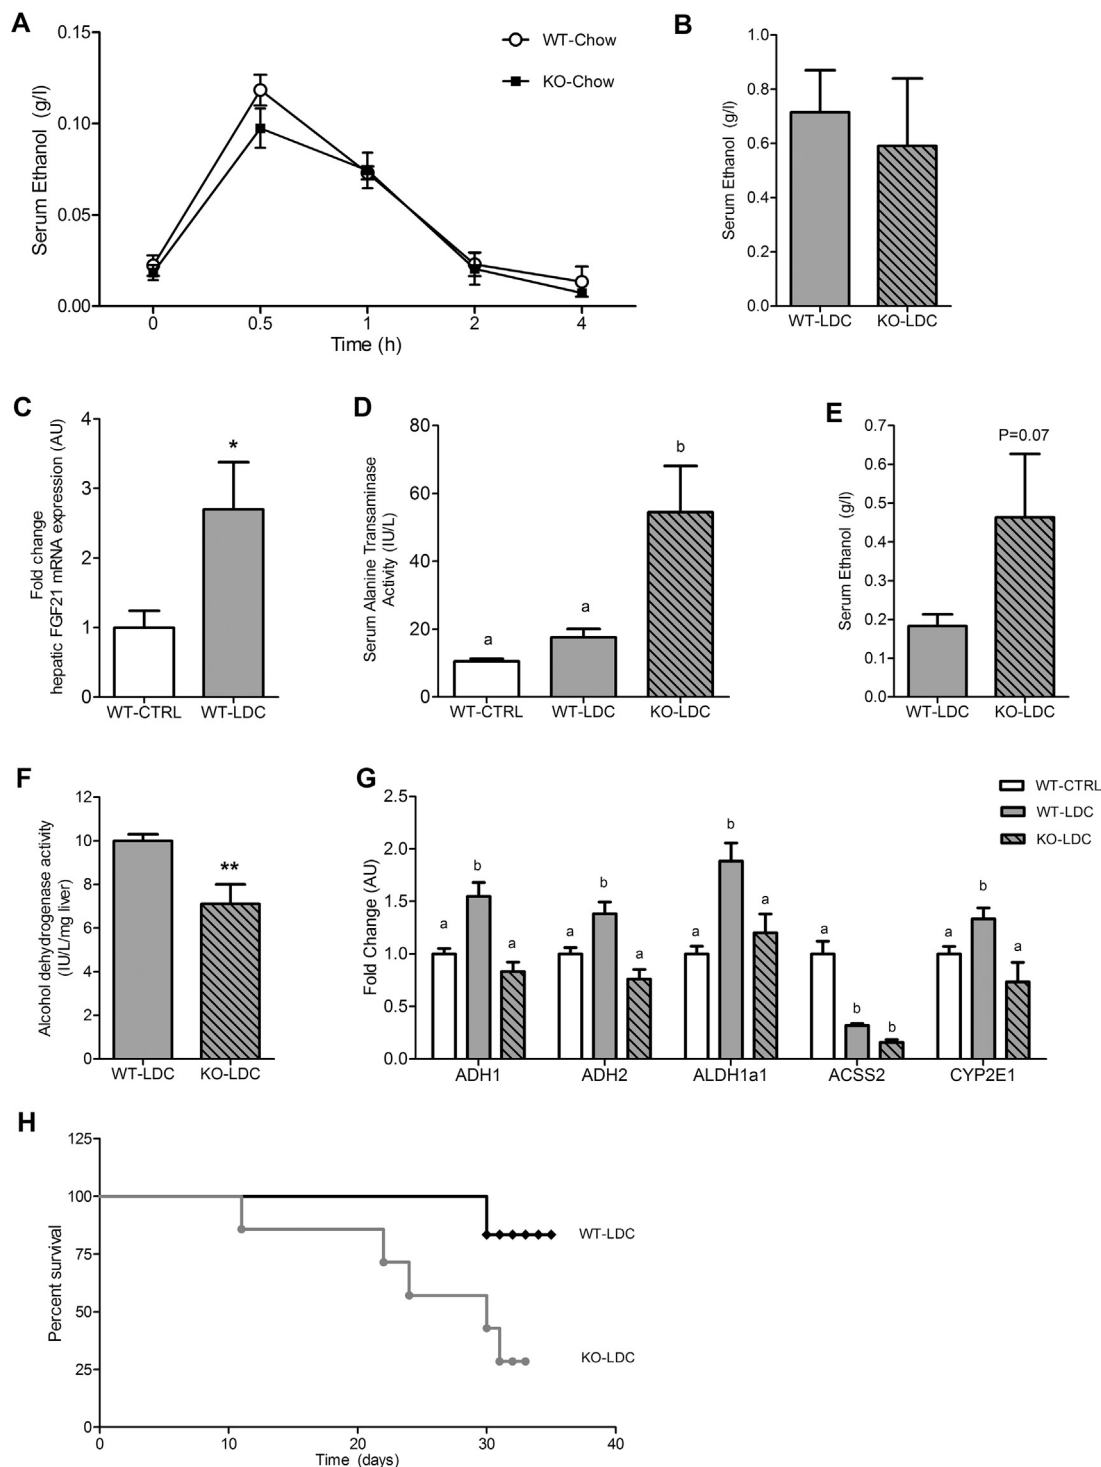 A
Serum Ethanol (g/l)
0.15
0.10
0.05
0.00
0 0.5 1 2 4
Time (h)
WT-Chow
KO-Chow
B
Serum Ethanol (g/l)
1.0
0.8
0.6
0.4
0.2
0.0
WT-LDC KO-LDC
C
Fold change
hepatic FGF21 mRNA expression (AU)
4
3
2
1
0
*
WT-CTRL WT-LDC
D
Serum Alanine Transaminase
Activity (IU/L)
80
60
40
20
0
a a b
WT-CTRL WT-LDC KO-LDC
E
Serum Ethanol (g/l)
0.7
0.6
0.5
0.4
0.3
0.2
0.1
0.0
P=0.07
WT-LDC KO-LDC
F
Alcohol dehydrogenase activity
(IU/L/mg liver)
12
10
8
6
4
2
0
**
WT-LDC KO-LDC
G
Fold Change (AU)
2.5
2.0
1.5
1.0
0.5
0.0
a b a a b a a b a a b b a b a
ADH1 ADH2 ALDH1a1 ACSS2 CYP2E1
WT-CTRL
WT-LDC
KO-LDC
H
Percent survival
125
100
75
50
25
0
WT-LDC
KO-LDC
0 10 20 30 40
Time (days)